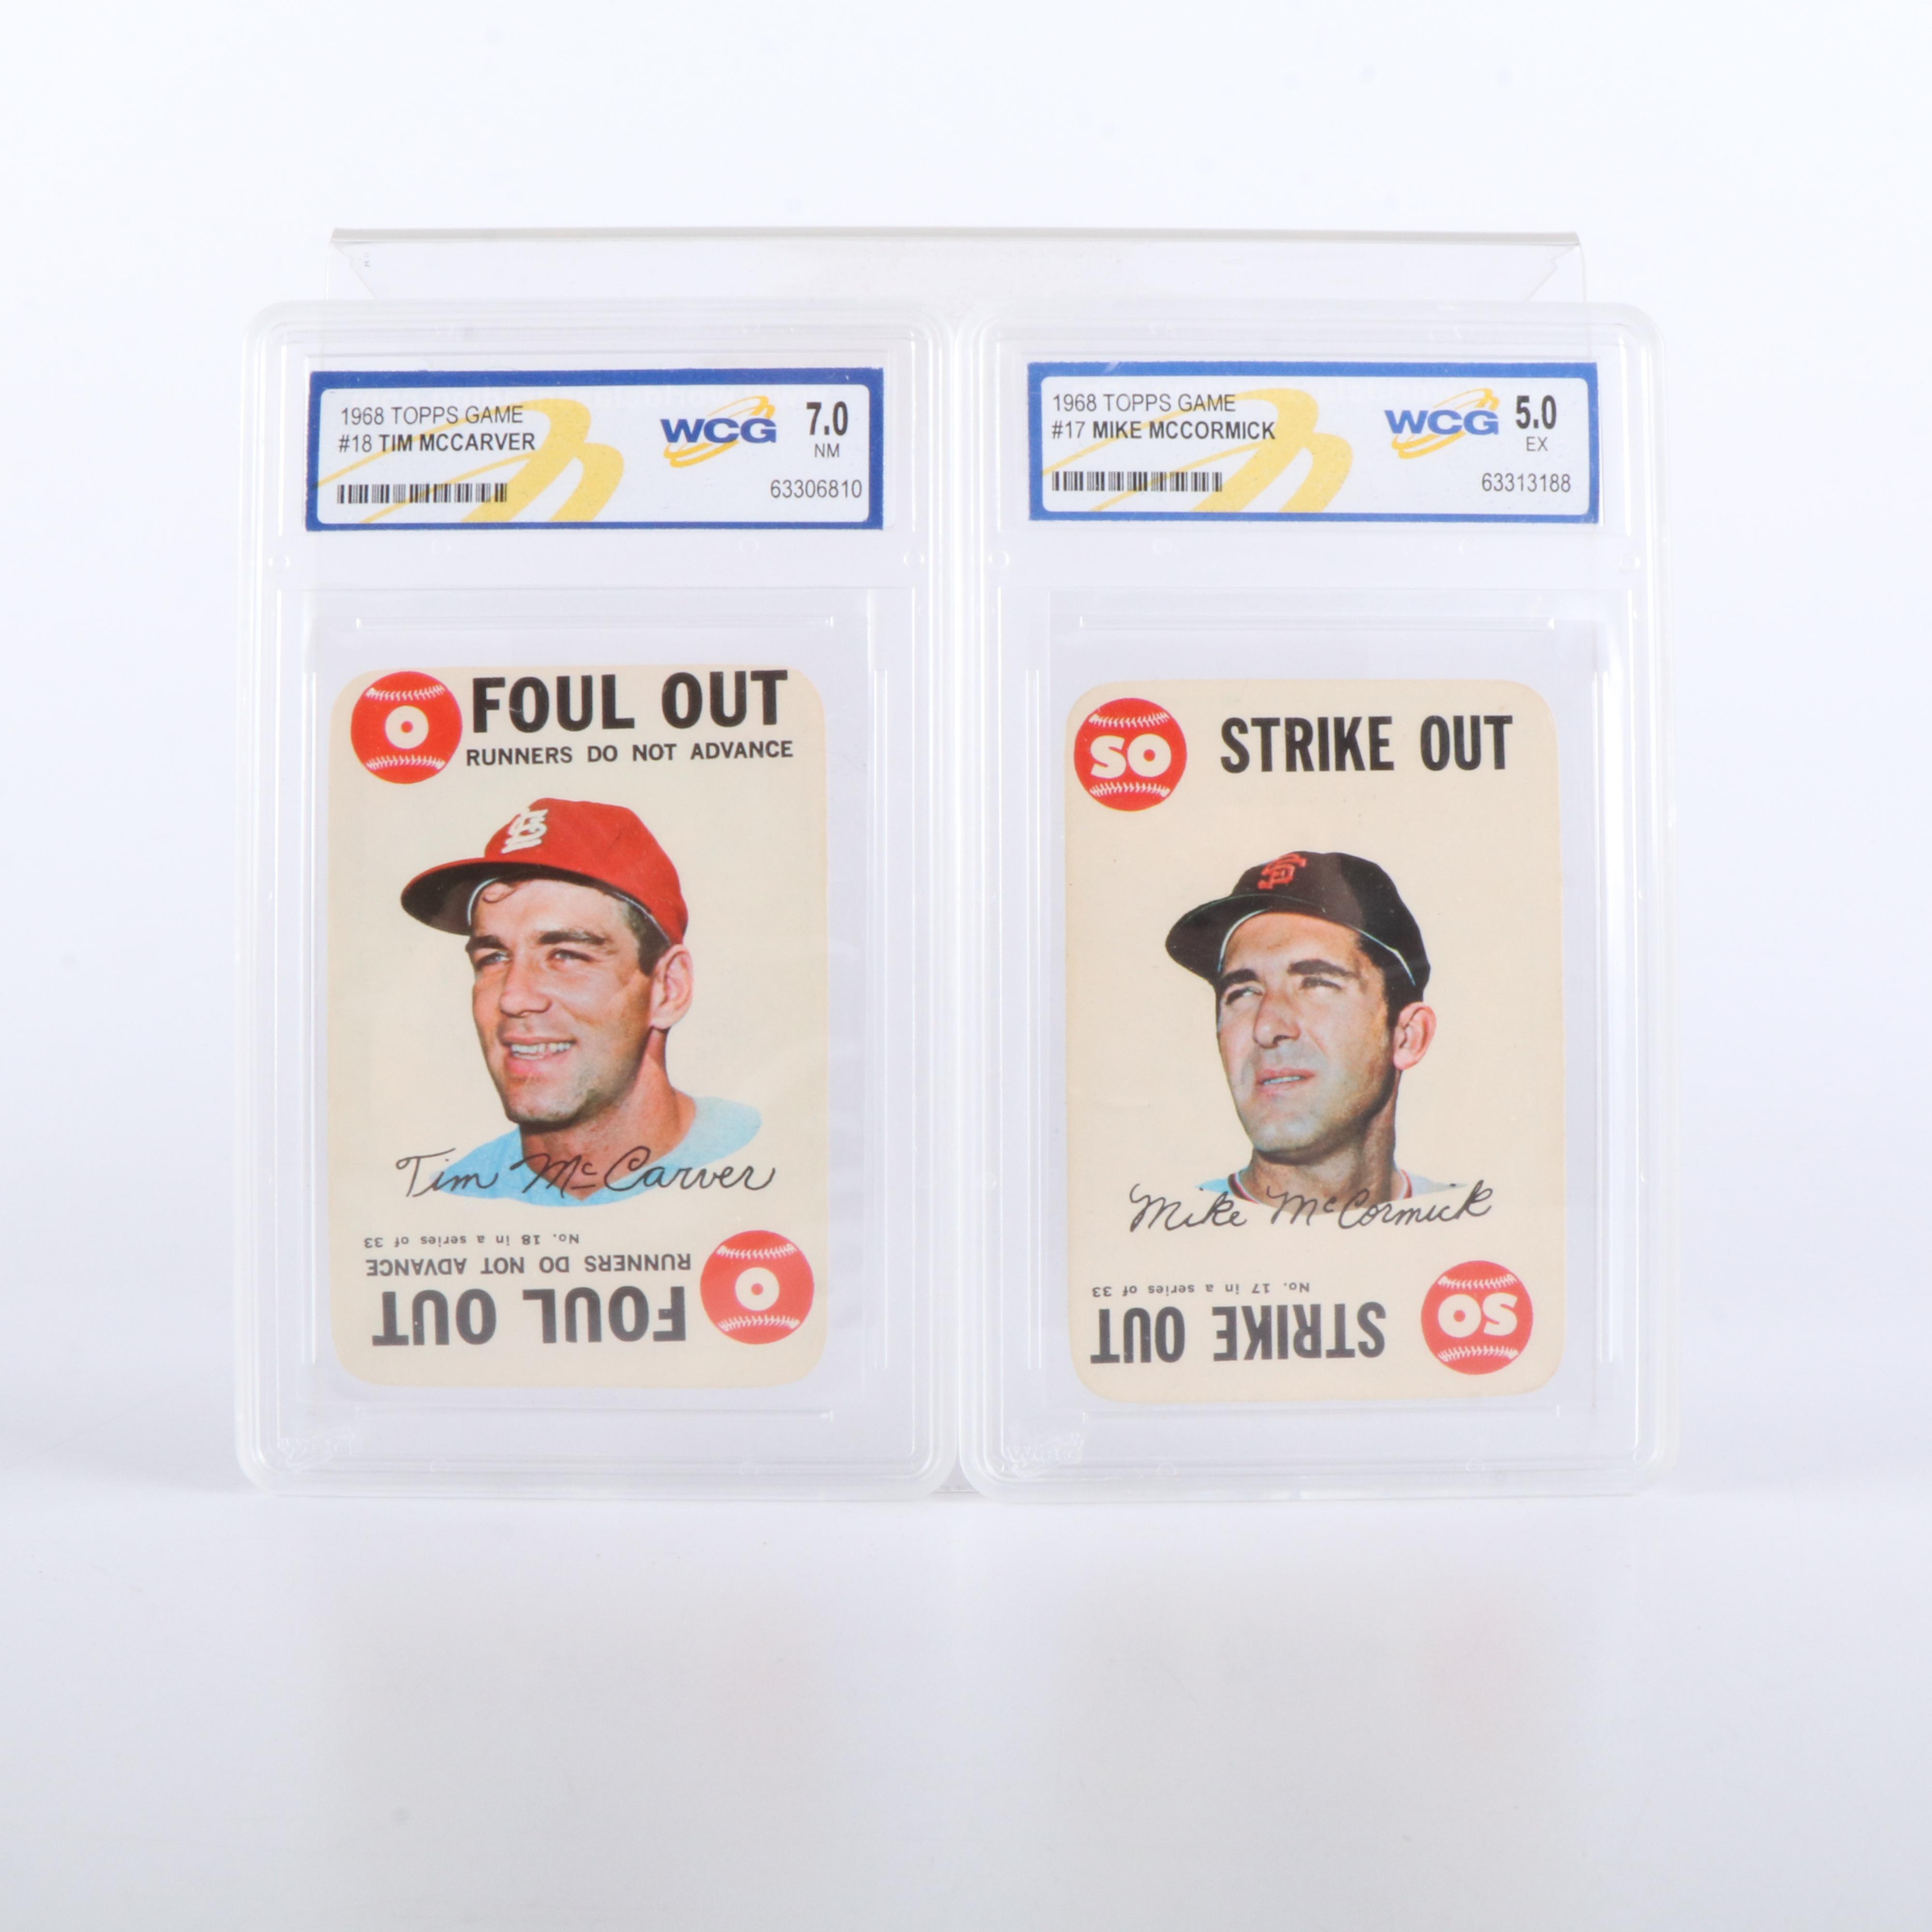 1968 TOPPS GAME
#18 TIM MCCARVER
WCG
7.0
NM
63306810
O FOUL OUT
RUNNERS DO NOT ADVANCE
Tim McCarver
No. 18 in a series of 33
RUNNERS DO NOT ADVANCE
O FOUL OUT
1968 TOPPS GAME
#17 MIKE MCCORMICK
WCG
5.0
EX
63313188
SO STRIKE OUT
Mike McCormick
No. 17 in a series of 33
SO STRIKE OUT